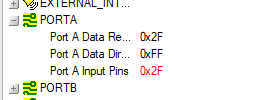 EXTERNAL_INT...
PORTA
Port A Data Re... 0x2F
Port A Data Dir... 0xFF
Port A Input Pins 0x2F
PORTB